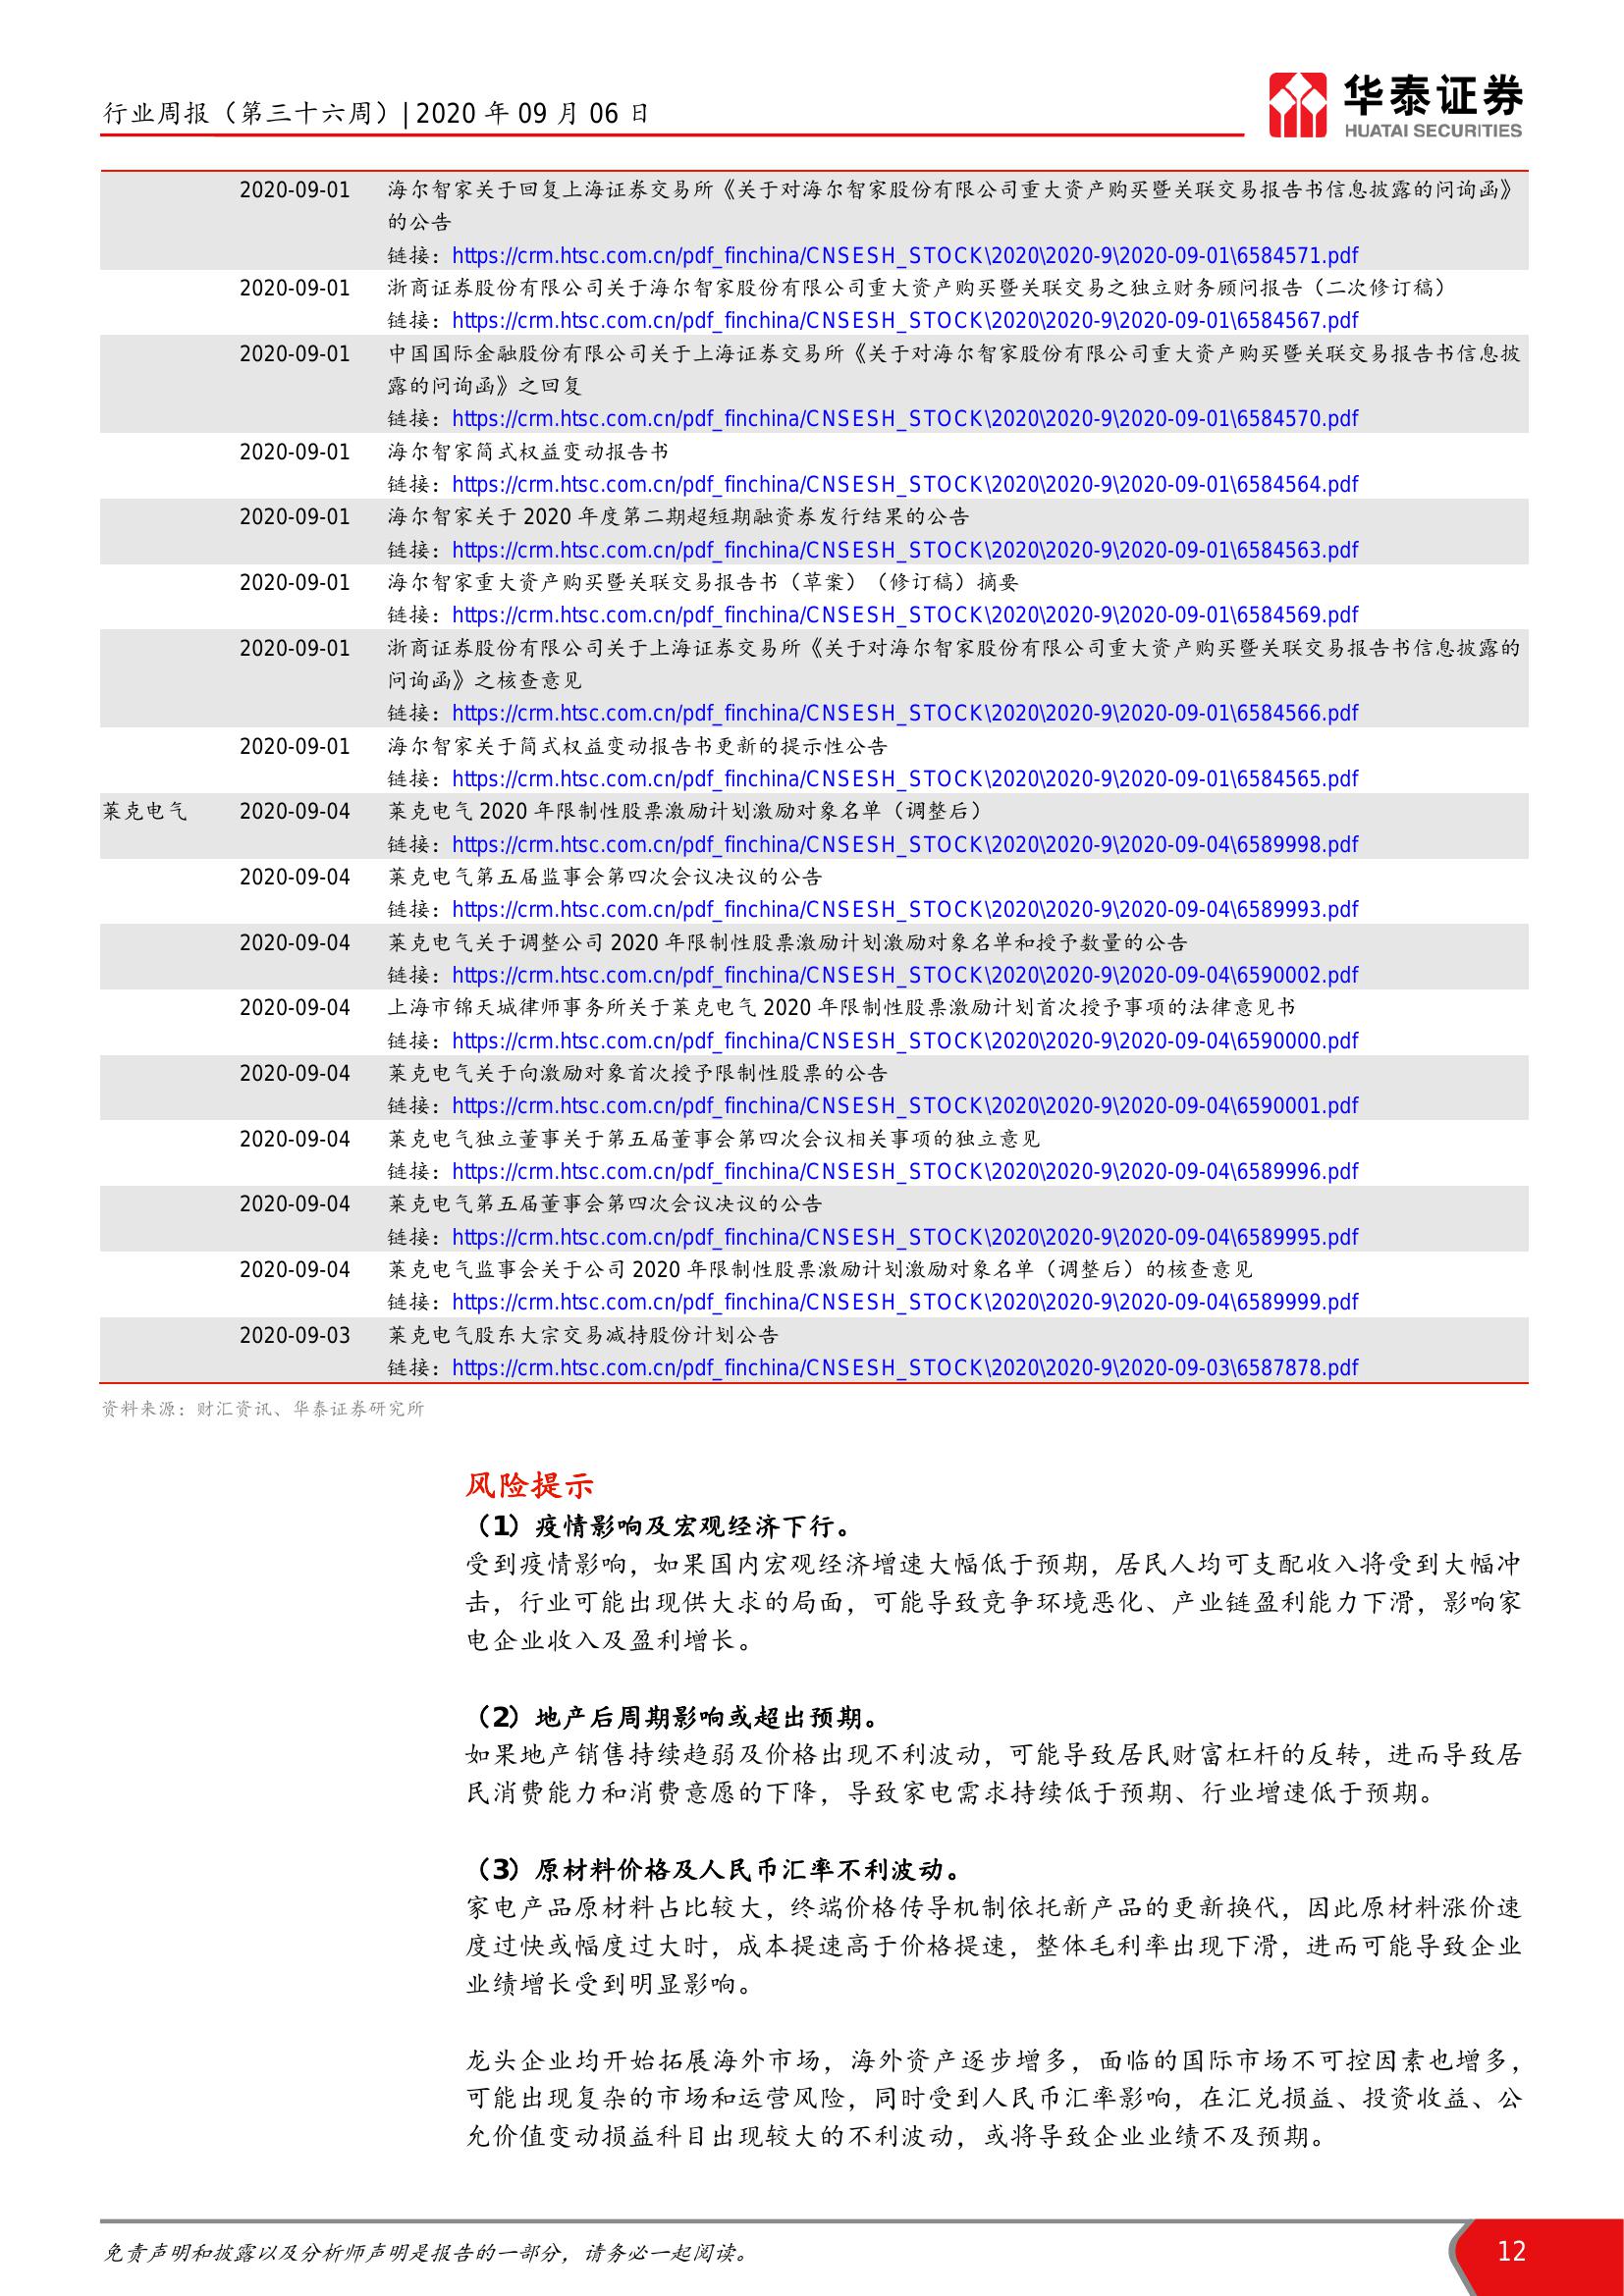 行业周报（第三十六周）| 2020 年 09 月 06 日
华泰证券
HUATAI SECURITIES
2020-09-01 海尔智家关于回复上海证券交易所《关于对海尔智家股份有限公司重大资产购买暨关联交易报告书信息披露的问询函》
的公告
链接：https://crm.htsc.com.cn/pdf_finchina/CNSESH_STOCK\2020\2020-9\2020-09-01\6584571.pdf
2020-09-01 浙商证券股份有限公司关于海尔智家股份有限公司重大资产购买暨关联交易之独立财务顾问报告（二次修订稿）
链接：https://crm.htsc.com.cn/pdf_finchina/CNSESH_STOCK\2020\2020-9\2020-09-01\6584567.pdf
2020-09-01 中国国际金融股份有限公司关于上海证券交易所《关于对海尔智家股份有限公司重大资产购买暨关联交易报告书信息披
露的问询函》之回复
链接：https://crm.htsc.com.cn/pdf_finchina/CNSESH_STOCK\2020\2020-9\2020-09-01\6584570.pdf
2020-09-01 海尔智家简式权益变动报告书
链接：https://crm.htsc.com.cn/pdf_finchina/CNSESH_STOCK\2020\2020-9\2020-09-01\6584564.pdf
2020-09-01 海尔智家关于 2020 年度第二期超短期融资券发行结果的公告
链接：https://crm.htsc.com.cn/pdf_finchina/CNSESH_STOCK\2020\2020-9\2020-09-01\6584563.pdf
2020-09-01 海尔智家重大资产购买暨关联交易报告书（草案）（修订稿）摘要
链接：https://crm.htsc.com.cn/pdf_finchina/CNSESH_STOCK\2020\2020-9\2020-09-01\6584569.pdf
2020-09-01 浙商证券股份有限公司关于上海证券交易所《关于对海尔智家股份有限公司重大资产购买暨关联交易报告书信息披露的
问询函》之核查意见
链接：https://crm.htsc.com.cn/pdf_finchina/CNSESH_STOCK\2020\2020-9\2020-09-01\6584566.pdf
2020-09-01 海尔智家关于简式权益变动报告书更新的提示性公告
链接：https://crm.htsc.com.cn/pdf_finchina/CNSESH_STOCK\2020\2020-9\2020-09-01\6584565.pdf
莱克电气 2020-09-04 莱克电气 2020 年限制性股票激励计划激励对象名单（调整后）
链接：https://crm.htsc.com.cn/pdf_finchina/CNSESH_STOCK\2020\2020-9\2020-09-04\6589998.pdf
2020-09-04 莱克电气第五届监事会第四次会议决议的公告
链接：https://crm.htsc.com.cn/pdf_finchina/CNSESH_STOCK\2020\2020-9\2020-09-04\6589993.pdf
2020-09-04 莱克电气关于调整公司 2020 年限制性股票激励计划激励对象名单和授予数量的公告
链接：https://crm.htsc.com.cn/pdf_finchina/CNSESH_STOCK\2020\2020-9\2020-09-04\6590002.pdf
2020-09-04 上海市锦天城律师事务所关于莱克电气 2020 年限制性股票激励计划首次授予事项的法律意见书
链接：https://crm.htsc.com.cn/pdf_finchina/CNSESH_STOCK\2020\2020-9\2020-09-04\6590000.pdf
2020-09-04 莱克电气关于向激励对象首次授予限制性股票的公告
链接：https://crm.htsc.com.cn/pdf_finchina/CNSESH_STOCK\2020\2020-9\2020-09-04\6590001.pdf
2020-09-04 莱克电气独立董事关于第五届董事会第四次会议相关事项的独立意见
链接：https://crm.htsc.com.cn/pdf_finchina/CNSESH_STOCK\2020\2020-9\2020-09-04\6589996.pdf
2020-09-04 莱克电气第五届董事会第四次会议决议的公告
链接：https://crm.htsc.com.cn/pdf_finchina/CNSESH_STOCK\2020\2020-9\2020-09-04\6589995.pdf
2020-09-04 莱克电气监事会关于公司 2020 年限制性股票激励计划激励对象名单（调整后）的核查意见
链接：https://crm.htsc.com.cn/pdf_finchina/CNSESH_STOCK\2020\2020-9\2020-09-04\6589999.pdf
2020-09-03 莱克电气股东大宗交易减持股份计划公告
链接：https://crm.htsc.com.cn/pdf_finchina/CNSESH_STOCK\2020\2020-9\2020-09-03\6587878.pdf
资料来源：财汇资讯、华泰证券研究所
风险提示
（1）疫情影响及宏观经济下行。
受到疫情影响，如果国内宏观经济增速大幅低于预期，居民人均可支配收入将受到大幅冲
击，行业可能出现供大求的局面，可能导致竞争环境恶化、产业链盈利能力下滑，影响家
电企业收入及盈利增长。
（2）地产后周期影响或超出预期。
如果地产销售持续趋弱及价格出现不利波动，可能导致居民财富杠杆的反转，进而导致居
民消费能力和消费意愿的下降，导致家电需求持续低于预期、行业增速低于预期。
（3）原材料价格及人民币汇率不利波动。
家电产品原材料占比较大，终端价格传导机制依托新产品的更新换代，因此原材料涨价速
度过快或幅度过大时，成本提速高于价格提速，整体毛利率出现下滑，进而可能导致企业
业绩增长受到明显影响。
龙头企业均开始拓展海外市场，海外资产逐步增多，面临的国际市场不可控因素也增多，
可能出现复杂的市场和运营风险，同时受到人民币汇率影响，在汇兑损益、投资收益、公
允价值变动损益科目出现较大的不利波动，或将导致企业业绩不及预期。
免责声明和披露以及分析师声明是报告的一部分，请务必一起阅读。
12